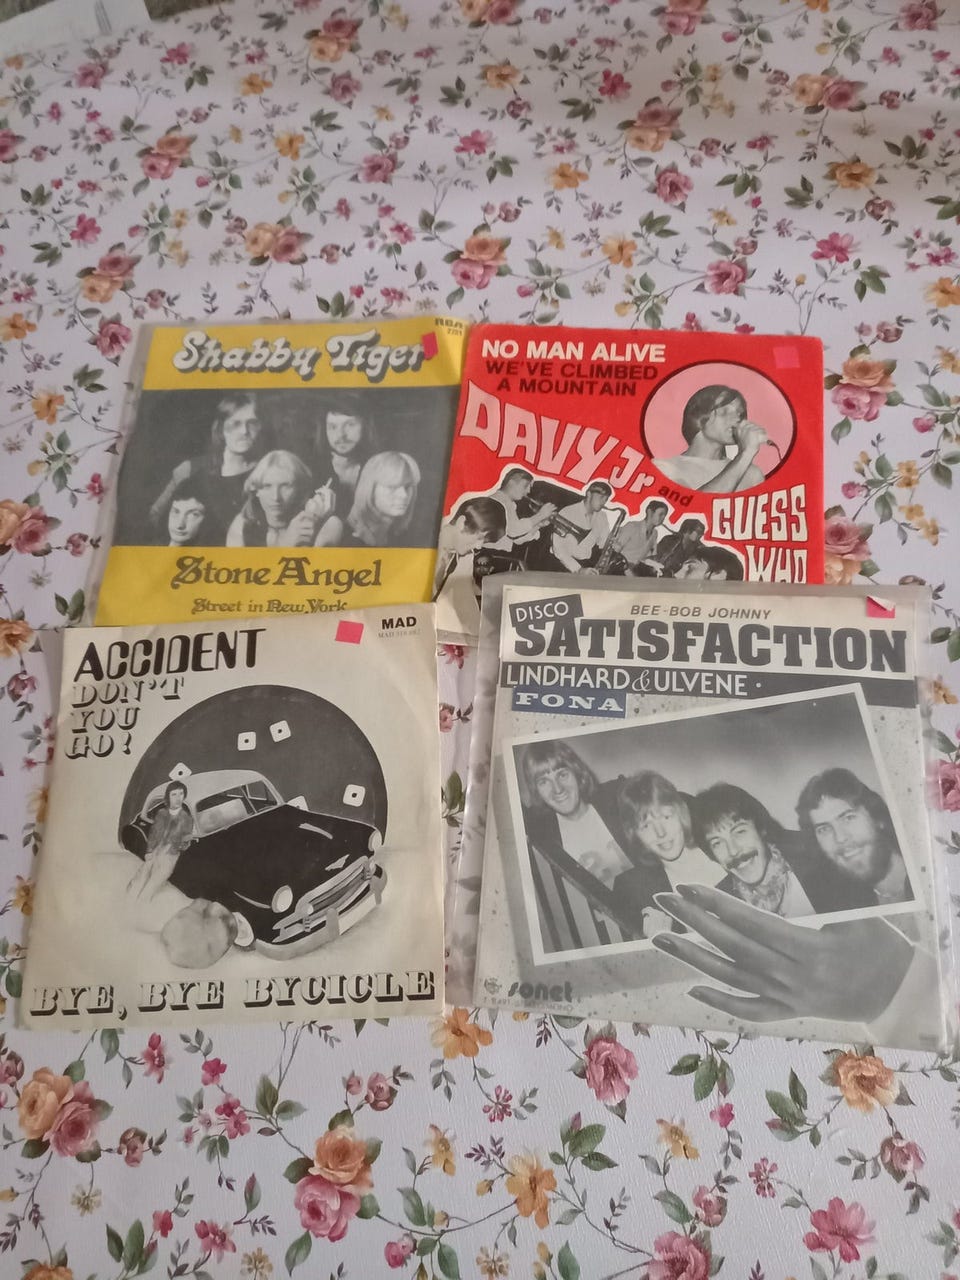 RCA
Shabby Tiger
Stone Angel
Street in New York
NO MAN ALIVE
WE'VE CLIMBED
A MOUNTAIN
DAVY Jr and
GUESS
WHO
MAD
ACCIDENT
DON'T
YOU
GO!
BYE, BYE BYCICLE
DISCO
BEE-BOB JOHNNY
SATISFACTION
LINDHARD & ULVENE
FONA
sonet